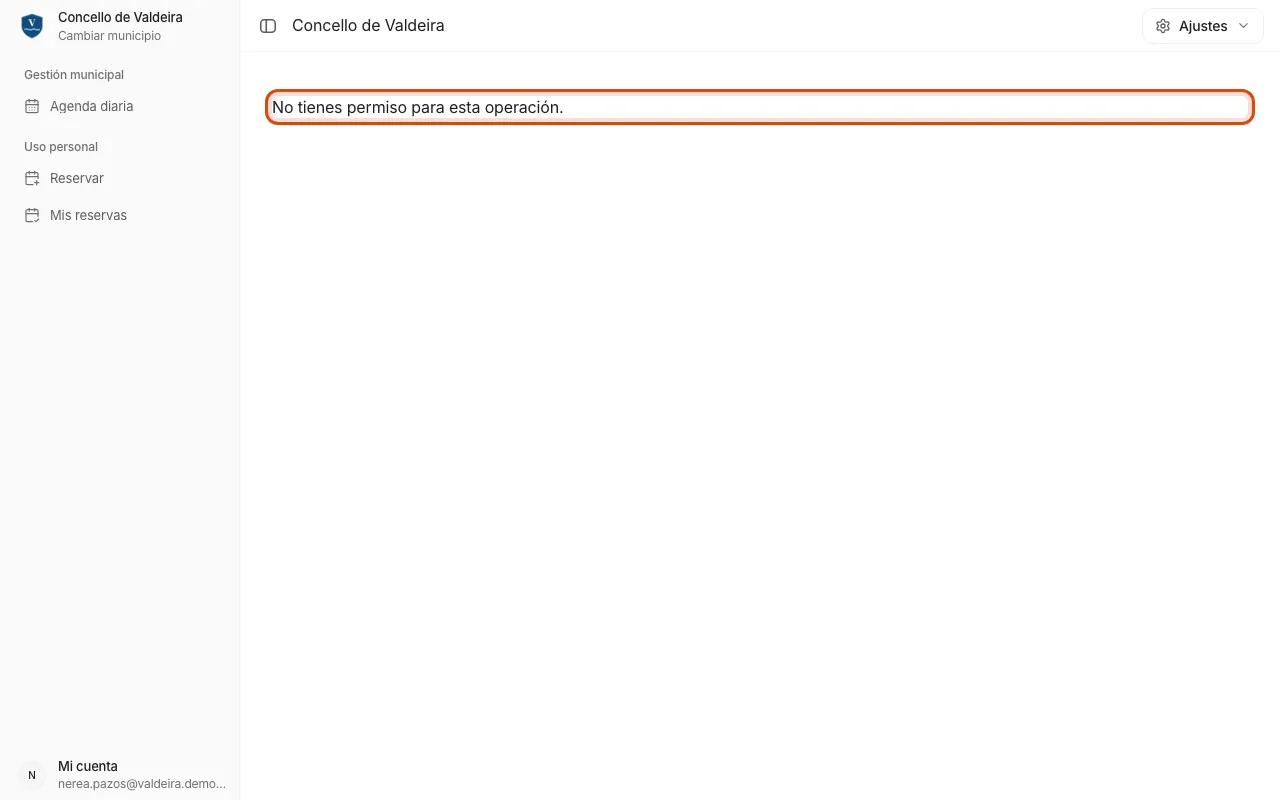 V
Concello de Valdeira
Cambiar municipio
Gestión municipal
Agenda diaria
Uso personal
Reservar
Mis reservas
N
Mi cuenta
nerea.pazos@valdeira.demo...
Concello de Valdeira
Ajustes
No tienes permiso para esta operación.